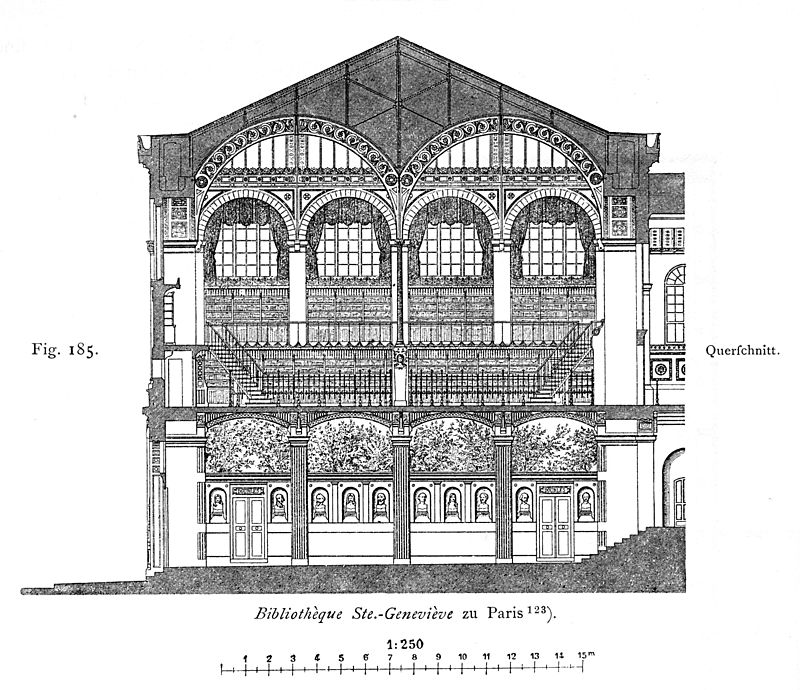 Fig. 185.
Querſchnitt.
Bibliothèque Ste.-Geneviève zu Paris ¹²³).
1:250
1 2 3 4 5 6 7 8 9 10 11 12 13 14 15ᵐ